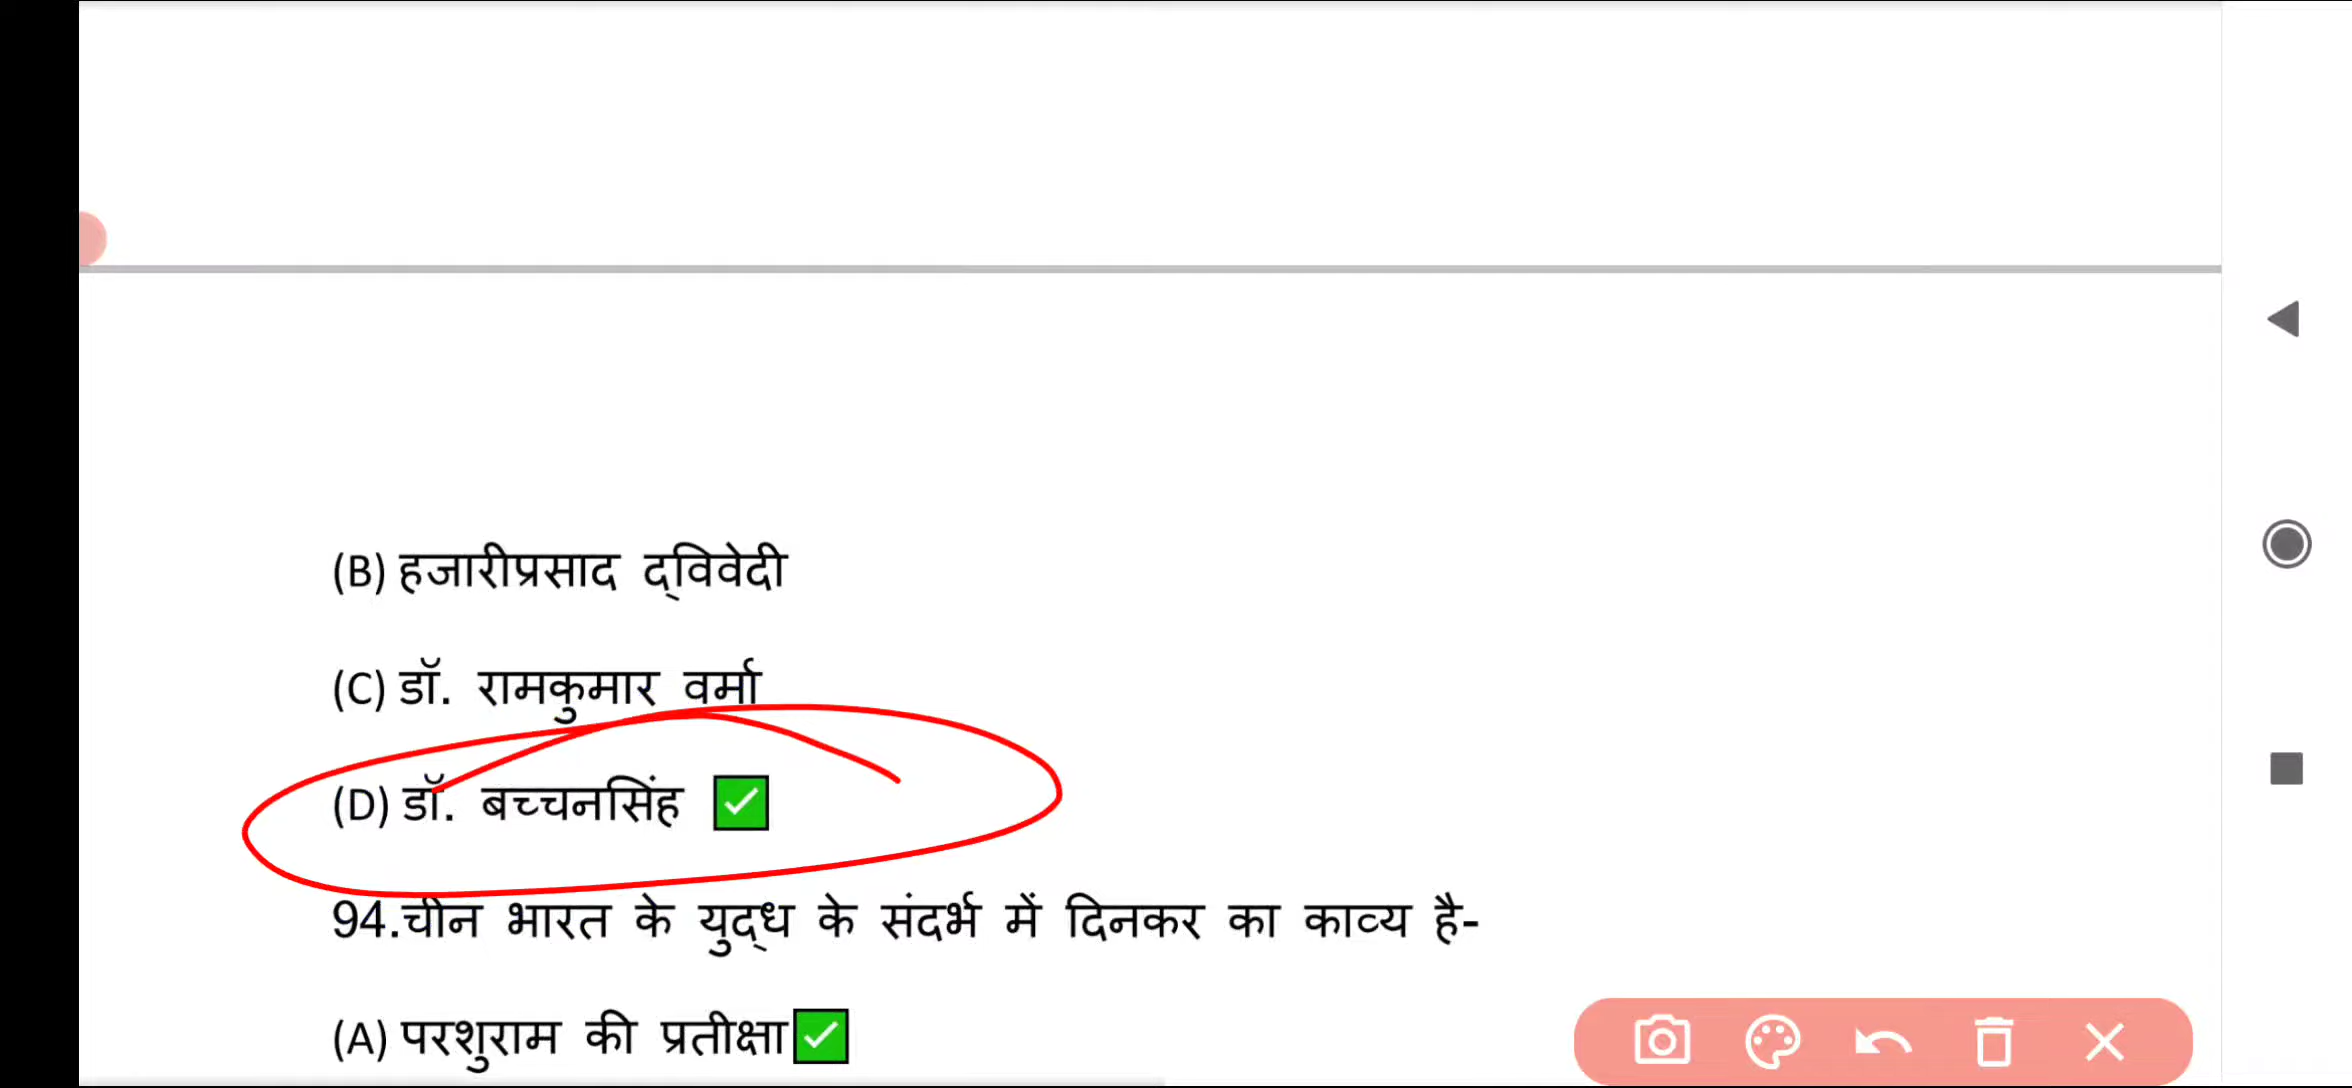 (B) हजारीप्रसाद द्विवेदी
(C) डॉ. रामकुमार वर्मा
(D) डॉ. बच्चनसिंह ✅
94.चीन भारत के युद्ध के संदर्भ में दिनकर का काव्य है-
(A) परशुराम की प्रतीक्षा✅